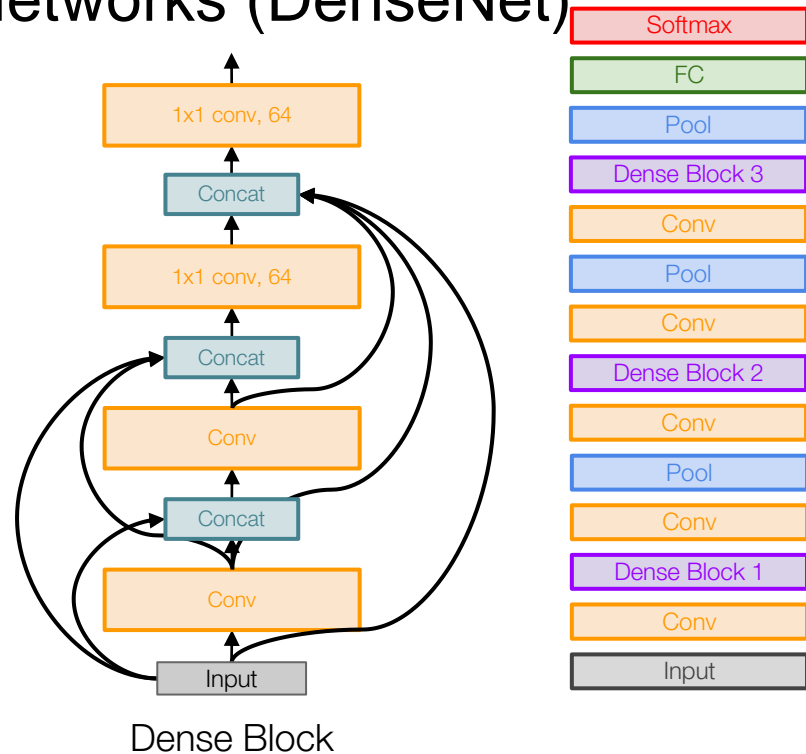 etworks (DenseNet)
1x1 conv, 64
Concat
1x1 conv, 64
Concat
Conv
Concat
Conv
Input
Dense Block
Softmax
FC
Pool
Dense Block 3
Conv
Pool
Conv
Dense Block 2
Conv
Pool
Conv
Dense Block 1
Conv
Input